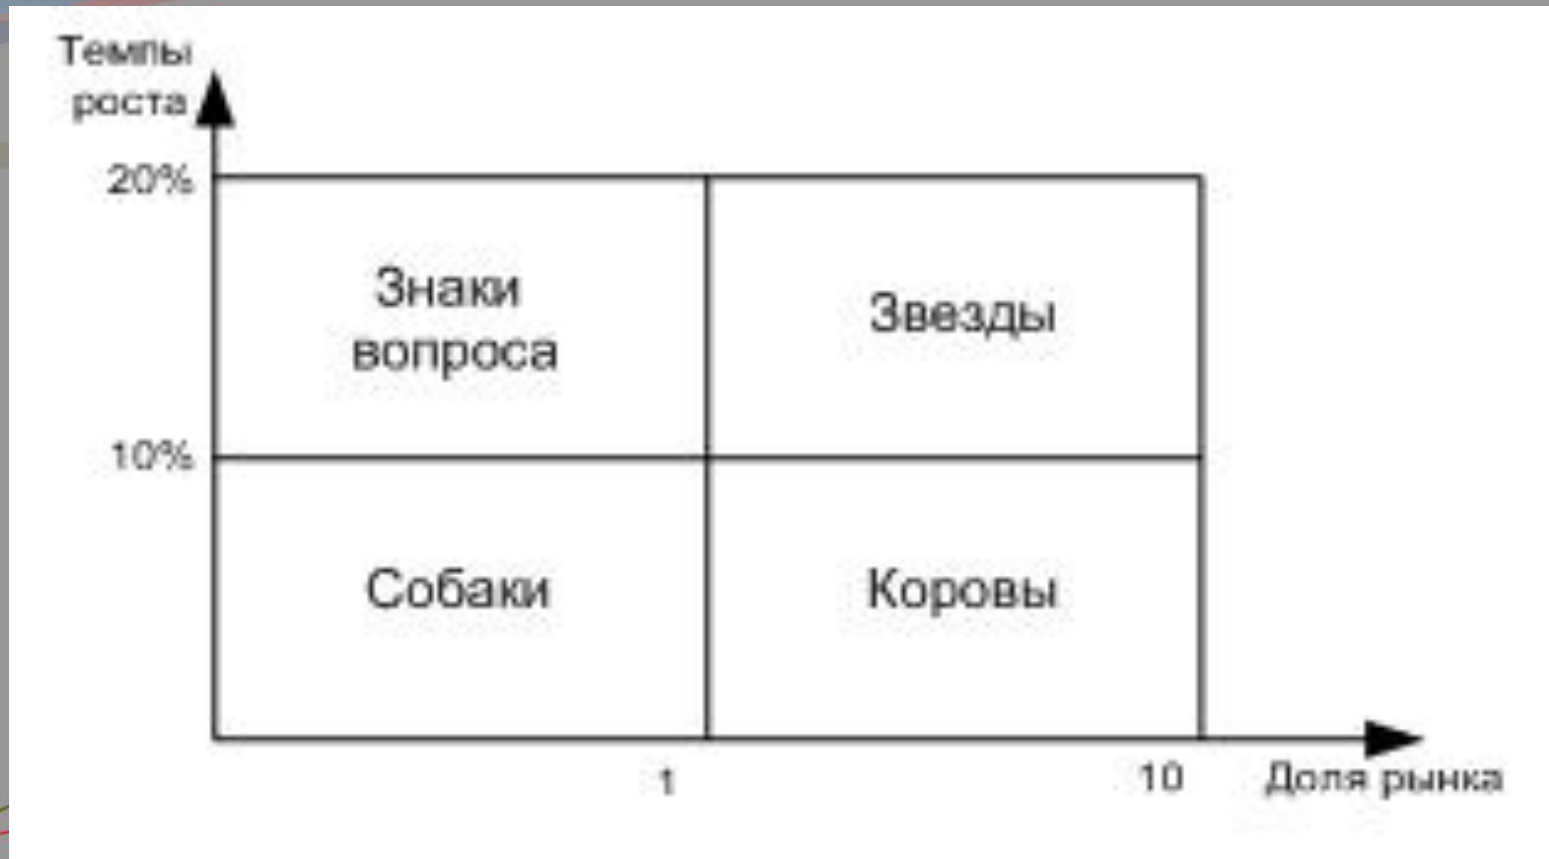 Темпы
роста
20%
Знаки
вопроса
Звезды
10%
Собаки
Коровы
1
10
Доля рынка